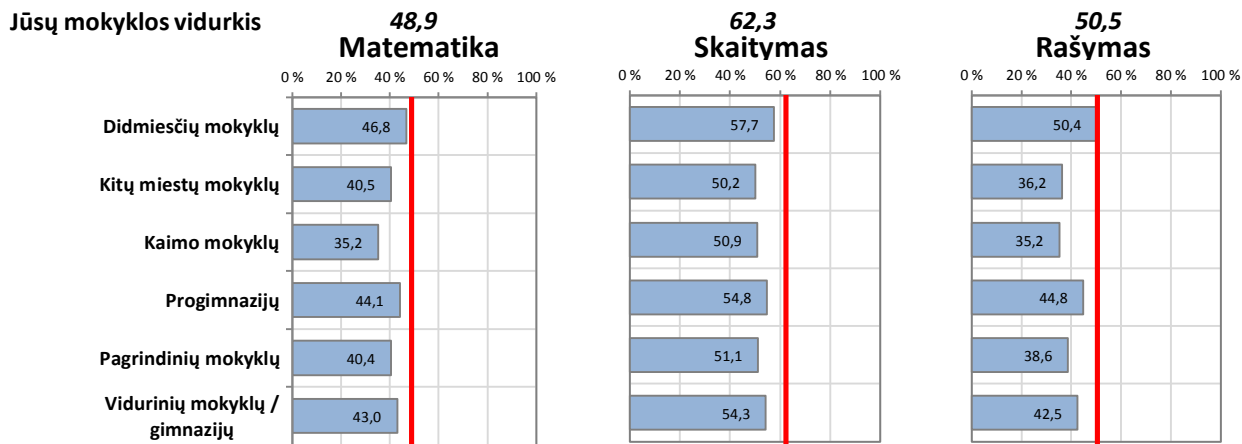 Jūsų mokyklos vidurkis 48,9 62,3 50,5
Matematika Skaitymas Rašymas
0 % 20 % 40 % 60 % 80 % 100 % 0 % 20 % 40 % 60 % 80 % 100 % 0 % 20 % 40 % 60 % 80 % 100 %
Didmiesčių mokyklų 46,8 57,7 50,4
Kitų miestų mokyklų 40,5 50,2 36,2
Kaimo mokyklų 35,2 50,9 35,2
Progimnazijų 44,1 54,8 44,8
Pagrindinių mokyklų 40,4 51,1 38,6
Vidurinių mokyklų /
gimnazijų 43,0 54,3 42,5